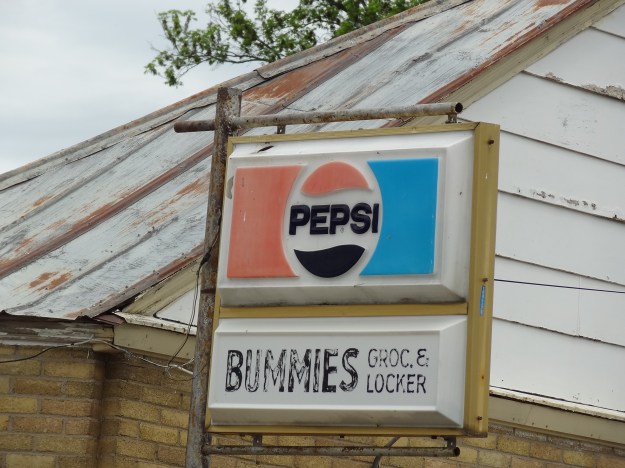 PEPSI
BUMMIES GROC. &
LOCKER